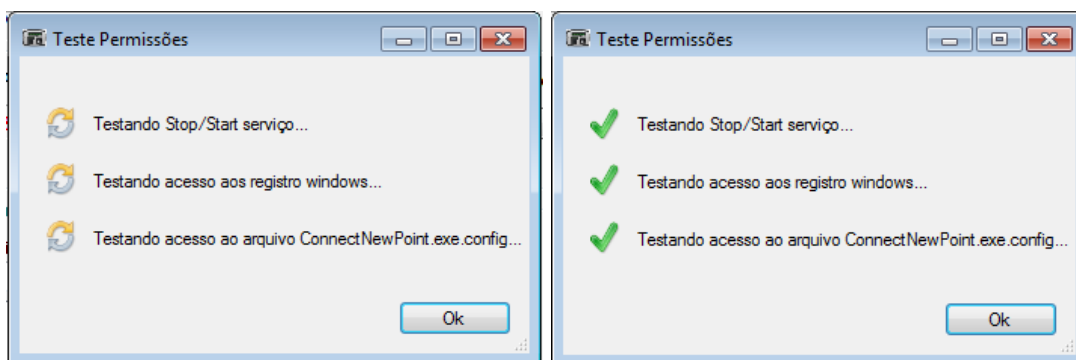 Teste Permissões
Testando Stop/Start serviço...
Testando acesso aos registro windows...
Testando acesso ao arquivo ConnectNewPoint.exe.config...
Ok
Teste Permissões
Testando Stop/Start serviço...
Testando acesso aos registro windows...
Testando acesso ao arquivo ConnectNewPoint.exe.config...
Ok